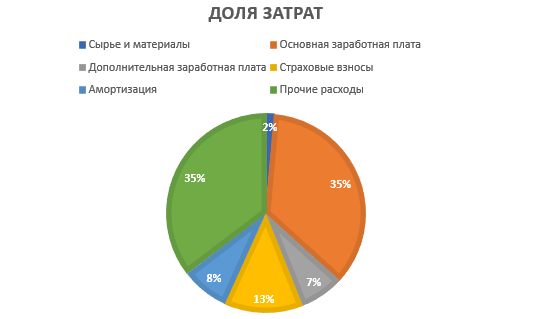 ДОЛЯ ЗАТРАТ
Сырье и материалы
Основная заработная плата
Дополнительная заработная плата
Страховые взносы
Амортизация
Прочие расходы
2%
35%
35%
8%
7%
13%